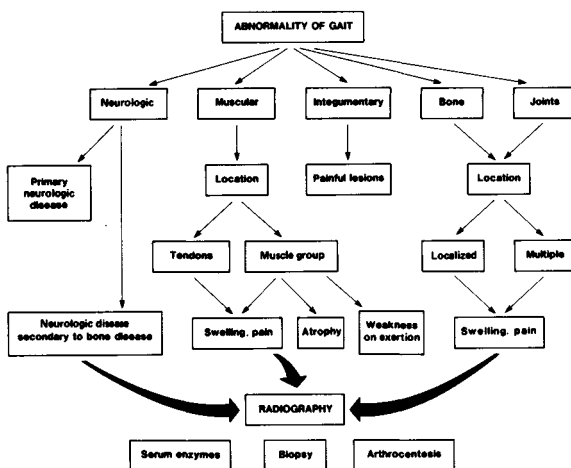 ABNORMALITY OF GAIT
Neurologic
Muscular
Integumentary
Bone
Joints
Primary
neurologic
disease
Location
Painful lesions
Location
Tendons
Muscle group
Localized
Multiple
Neurologic disease
secondary to bone disease
Swelling, pain
Atrophy
Weakness
on exertion
Swelling, pain
RADIOGRAPHY
Serum enzymes
Biopsy
Arthrocentesis